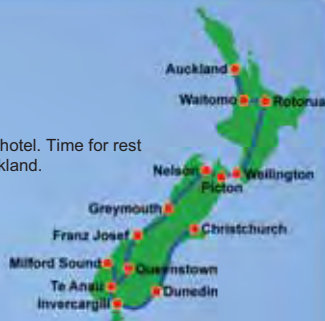 Auckland
Waitomo
Rotorua
hotel. Time for rest
kland.
Nelson
Wellington
Picton
Greymouth
Christchurch
Franz Josef
Milford Sound
Queenstown
Te Anau
Dunedin
Invercargill